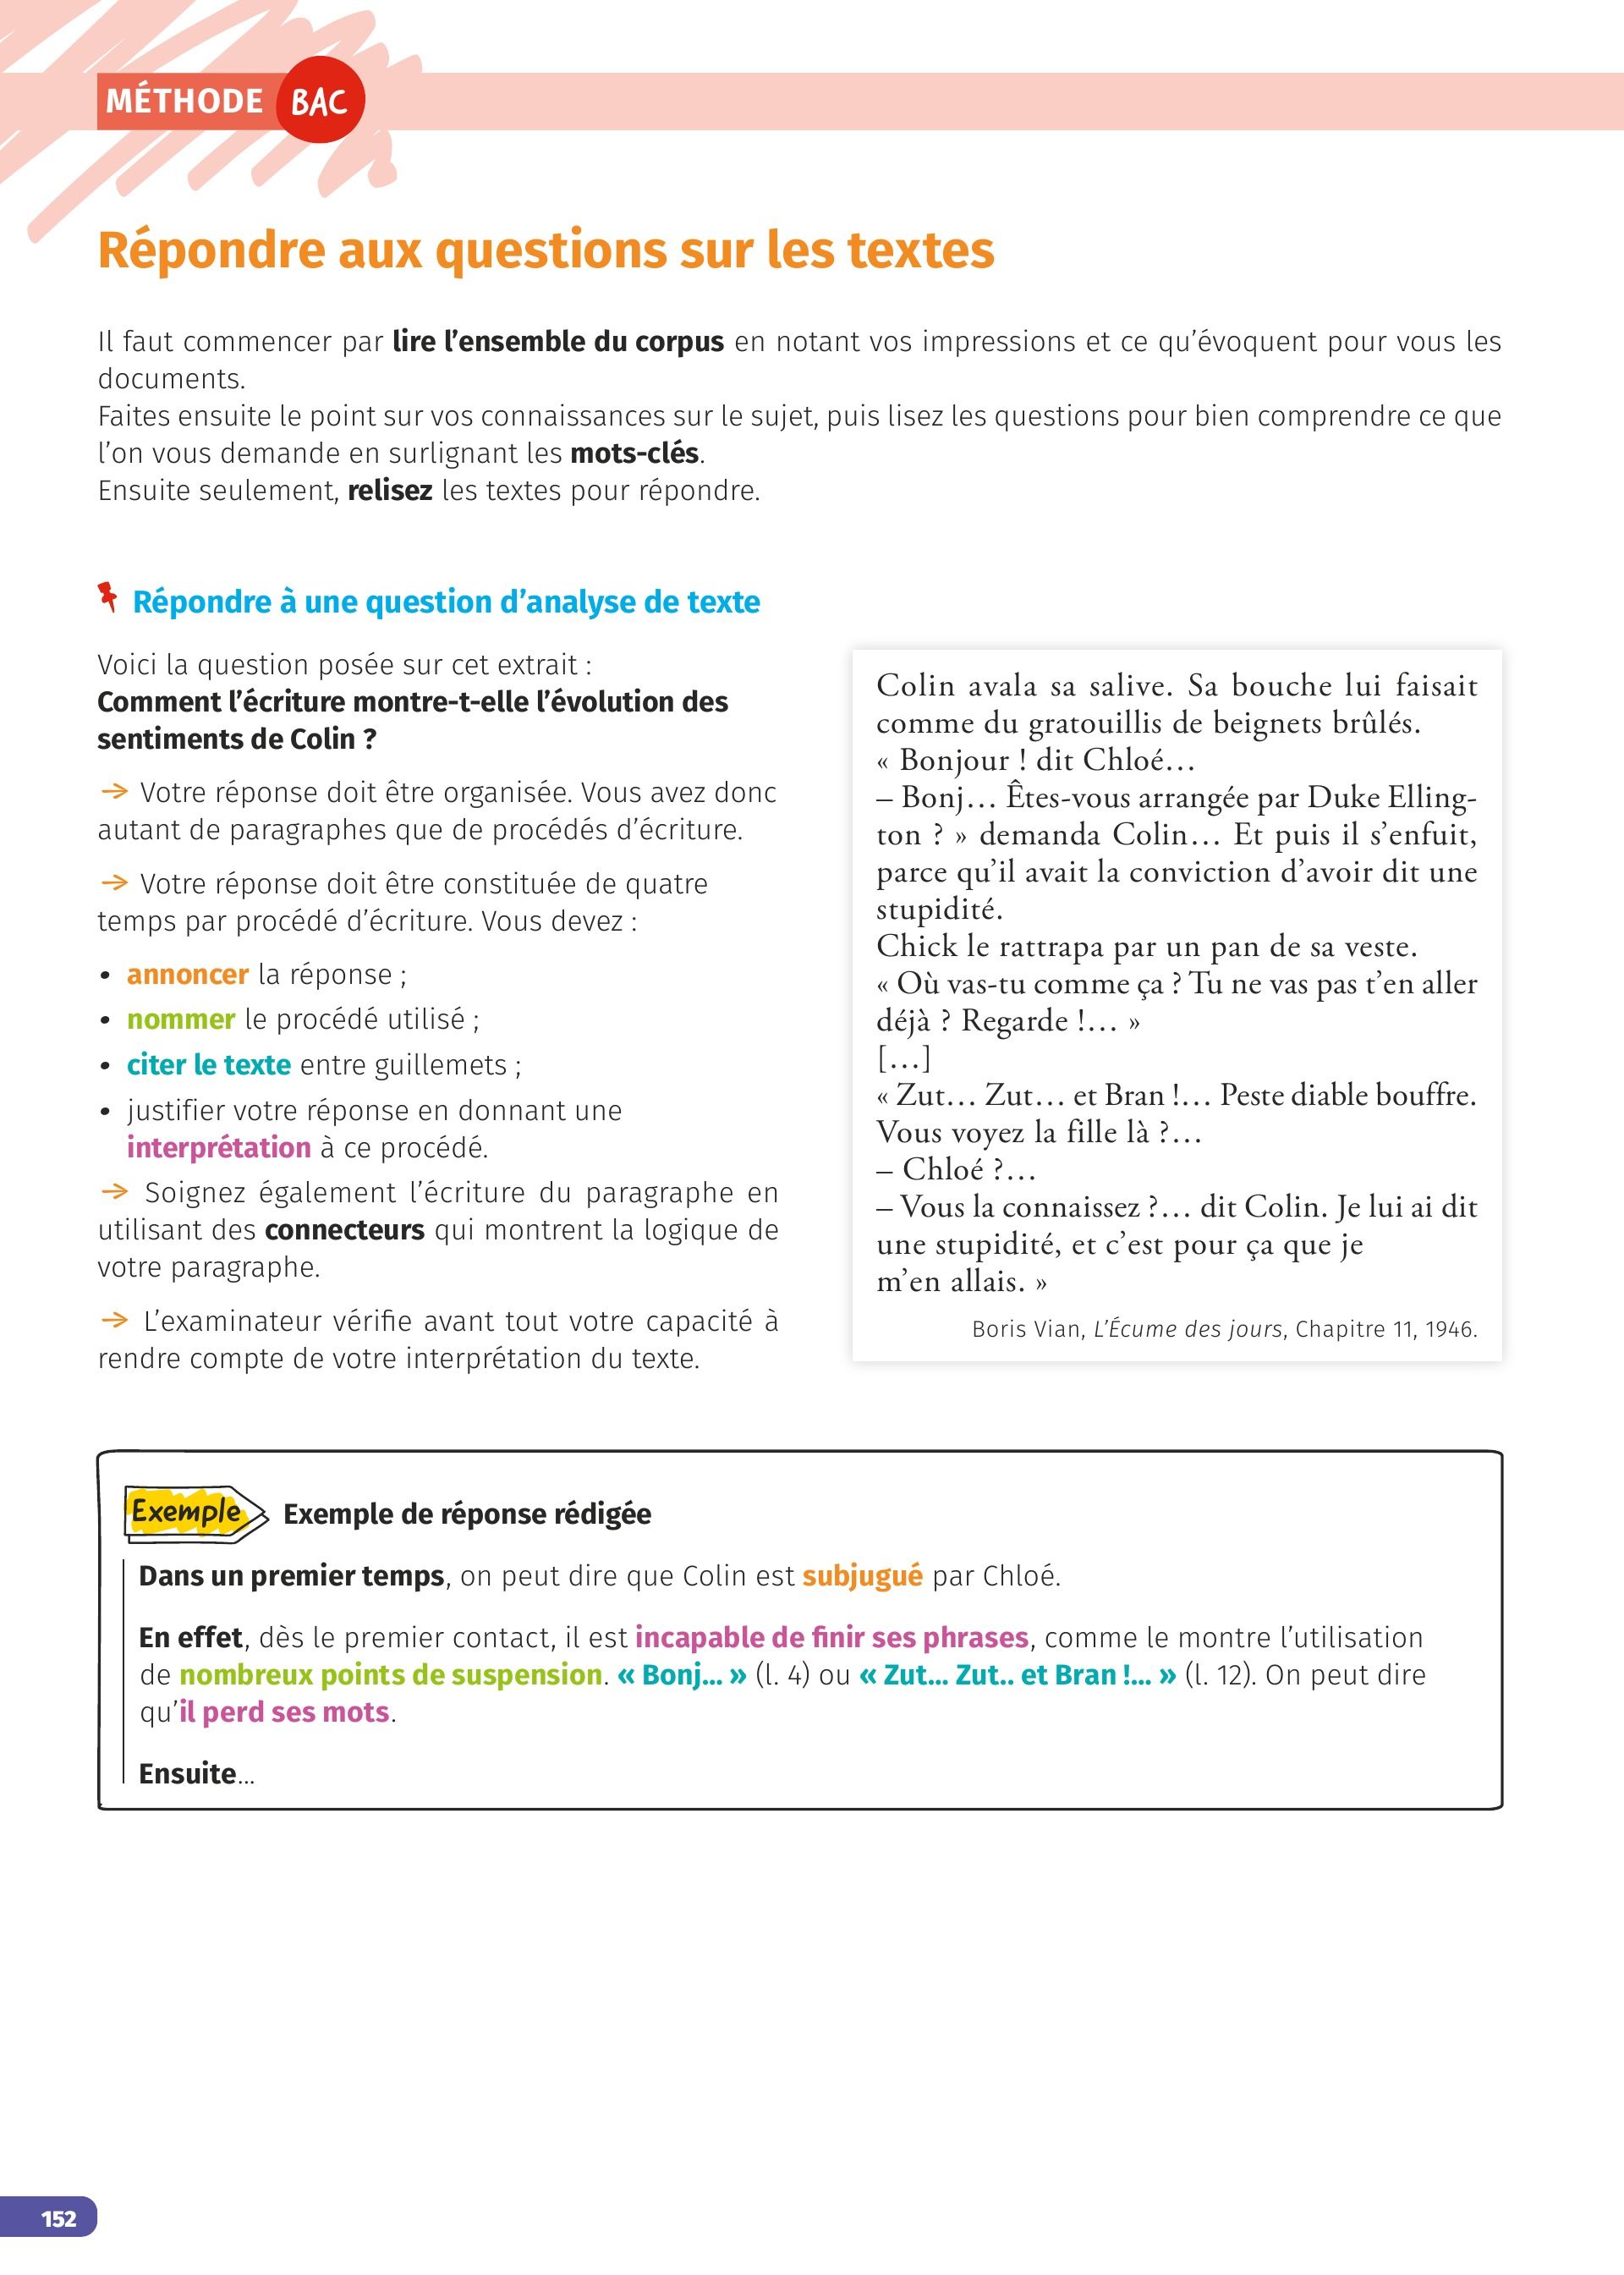 MÉTHODE BAC
Répondre aux questions sur les textes
Il faut commencer par lire l’ensemble du corpus en notant vos impressions et ce qu’évoquent pour vous les
documents.
Faites ensuite le point sur vos connaissances sur le sujet, puis lisez les questions pour bien comprendre ce que
l’on vous demande en surlignant les mots-clés.
Ensuite seulement, relisez les textes pour répondre.
Répondre à une question d’analyse de texte
Voici la question posée sur cet extrait :
Comment l’écriture montre-t-elle l’évolution des
sentiments de Colin ?
→ Votre réponse doit être organisée. Vous avez donc
autant de paragraphes que de procédés d’écriture.
→ Votre réponse doit être constituée de quatre
temps par procédé d’écriture. Vous devez :
• annoncer la réponse ;
• nommer le procédé utilisé ;
• citer le texte entre guillemets ;
• justifier votre réponse en donnant une
interprétation à ce procédé.
→ Soignez également l’écriture du paragraphe en
utilisant des connecteurs qui montrent la logique de
votre paragraphe.
→ L’examinateur vérifie avant tout votre capacité à
rendre compte de votre interprétation du texte.
Colin avala sa salive. Sa bouche lui faisait
comme du gratouillis de beignets brûlés.
« Bonjour ! dit Chloé…
– Bonj… Êtes-vous arrangée par Duke Elling-
ton ? » demanda Colin… Et puis il s’enfuit,
parce qu’il avait la conviction d’avoir dit une
stupidité.
Chick le rattrapa par un pan de sa veste.
« Où vas-tu comme ça ? Tu ne vas pas t’en aller
déjà ? Regarde !… »
[…]
« Zut… Zut… et Bran !… Peste diable bouffre.
Vous voyez la fille là ?…
– Chloé ?…
– Vous la connaissez ?… dit Colin. Je lui ai dit
une stupidité, et c’est pour ça que je
m’en allais. »
Boris Vian, L’Écume des jours, Chapitre 11, 1946.
Exemple Exemple de réponse rédigée
Dans un premier temps, on peut dire que Colin est subjugué par Chloé.
En effet, dès le premier contact, il est incapable de finir ses phrases, comme le montre l’utilisation
de nombreux points de suspension. « Bonj… » (l. 4) ou « Zut… Zut.. et Bran !… » (l. 12). On peut dire
qu’il perd ses mots.
Ensuite…
152